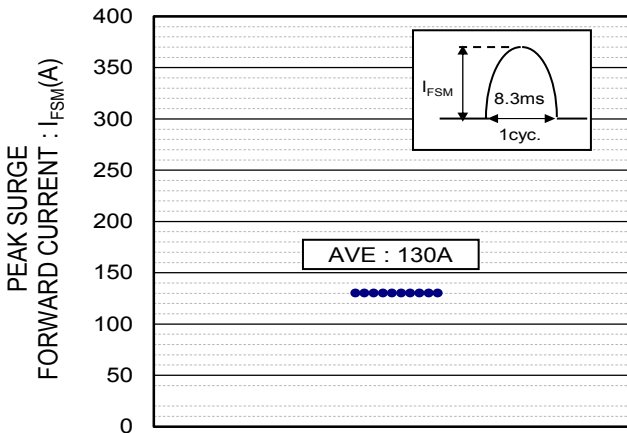 PEAK SURGE
FORWARD CURRENT : IFSM(A)
400
350
300
250
200
150
100
50
0
IFSM
8.3ms
1cyc.
AVE : 130A